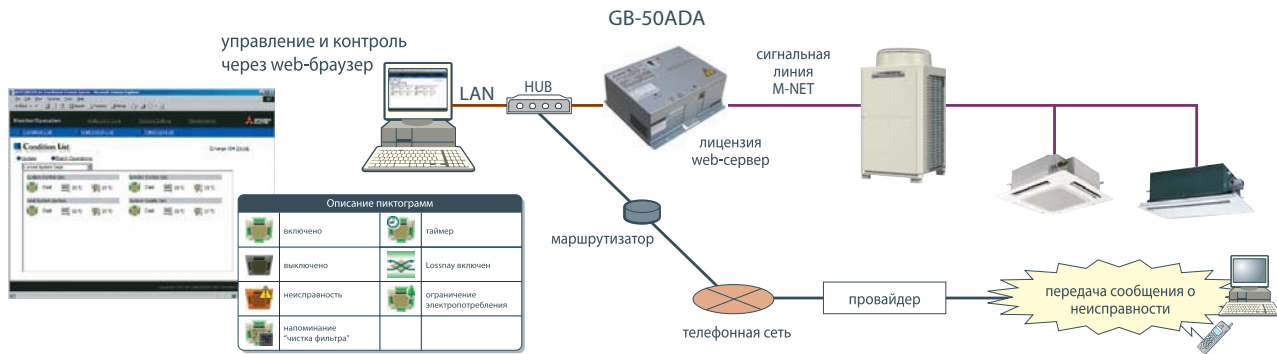 GB-50ADA
управление и контроль
через web-браузер
LAN
HUB
сигнальная
линия
M-NET
лицензия
web-сервер
Condition List
Описание пиктограмм
включено
таймер
выключено
Lossnay включен
неисправность
ограничение
электропотребления
напоминание
"чистка фильтра"
маршрутизатор
телефонная сеть
провайдер
передача сообщения о
неисправности